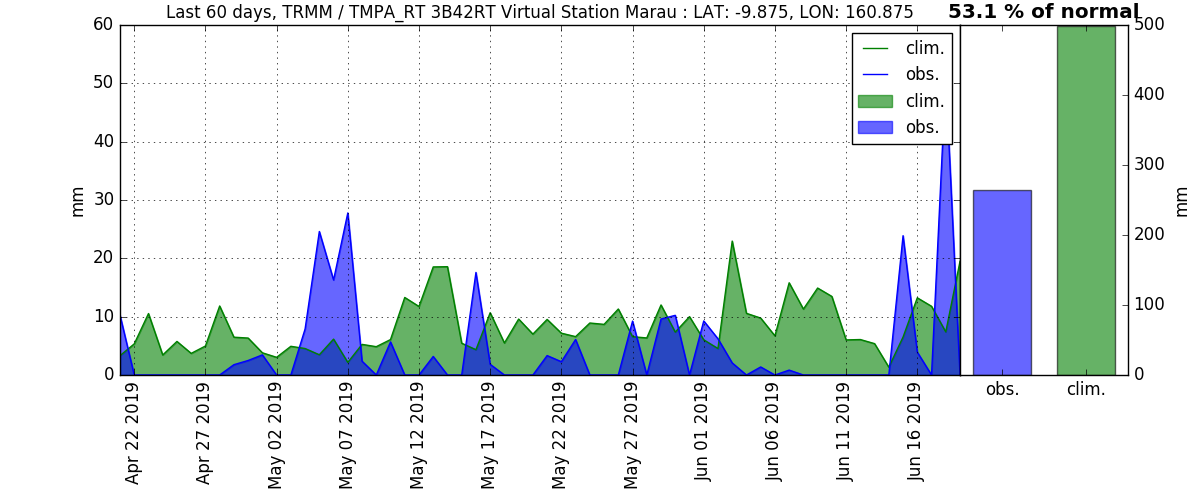 Last 60 days, TRMM / TMPA_RT 3B42RT Virtual Station Marau : LAT: -9.875, LON: 160.875
53.1 % of normal
60
50
40
30
20
10
0
mm
clim.
obs.
clim.
obs.
500
400
300
200
100
0
mm
Apr 22 2019
Apr 27 2019
May 02 2019
May 07 2019
May 12 2019
May 17 2019
May 22 2019
May 27 2019
Jun 01 2019
Jun 06 2019
Jun 11 2019
Jun 16 2019
obs.
clim.